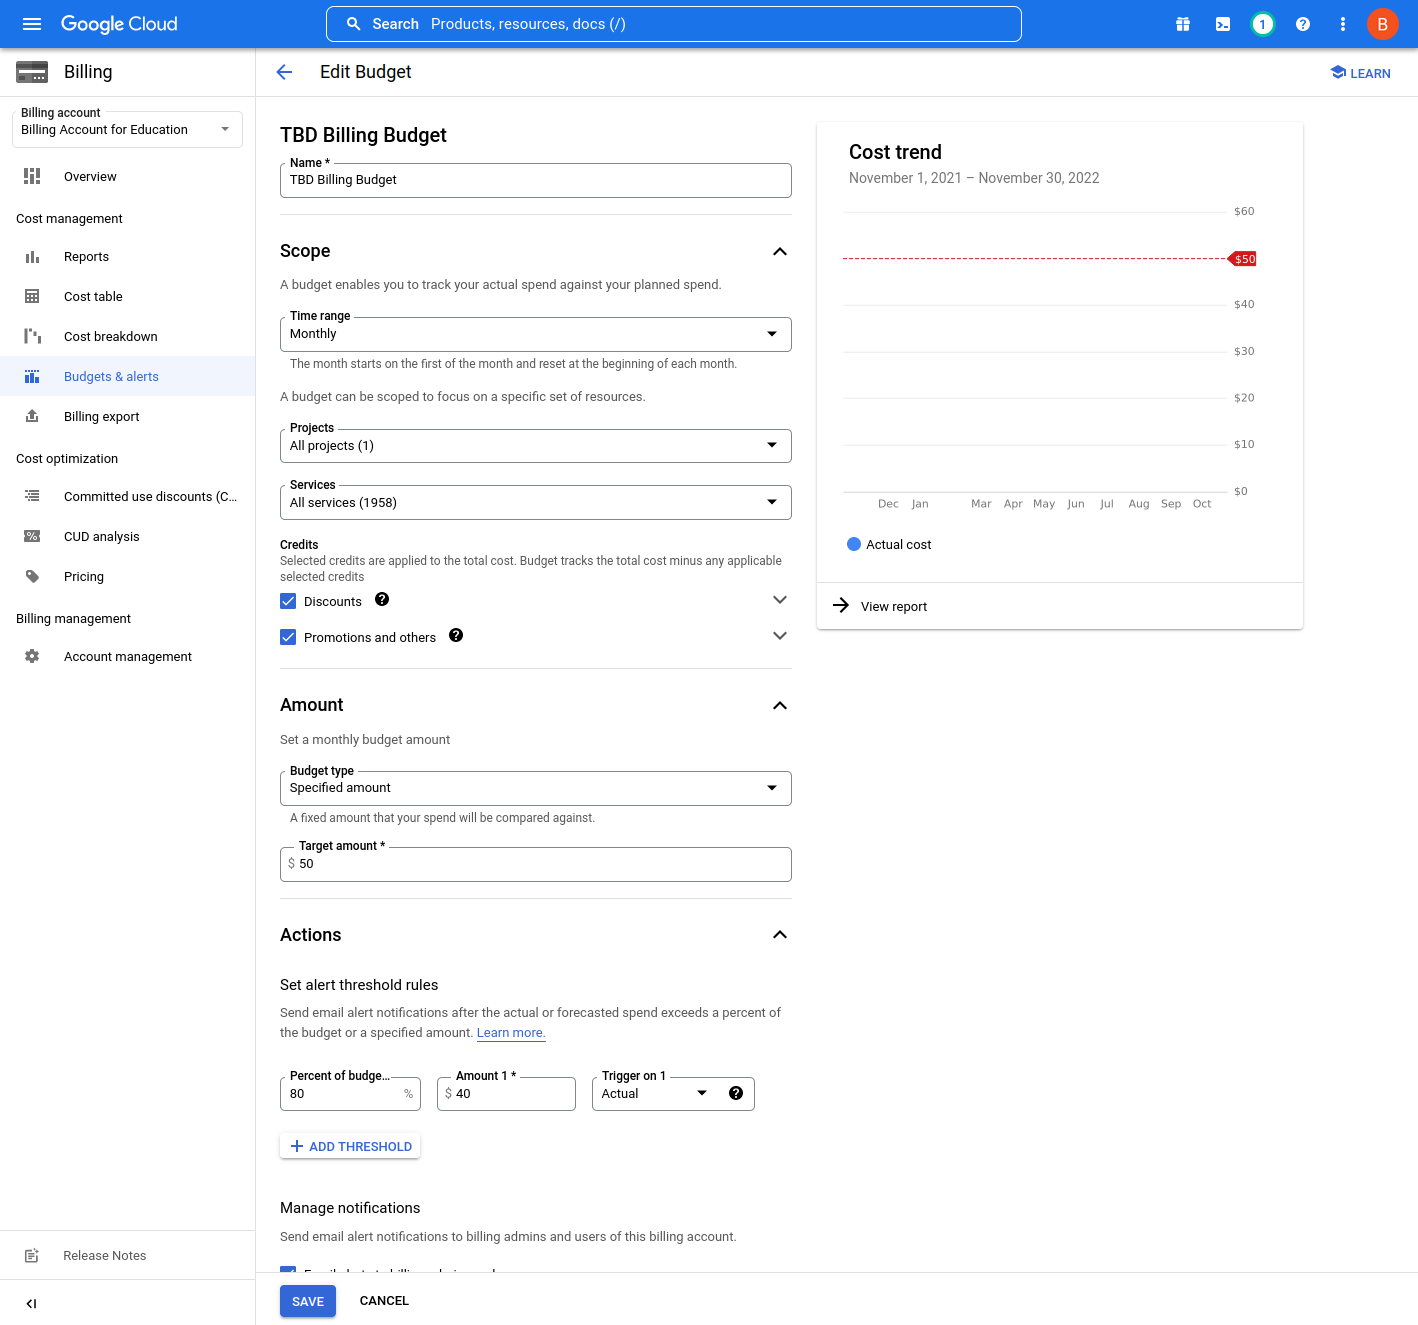 Google Cloud
Search Products, resources, docs (/)
1
B
Billing
Edit Budget
LEARN
Billing account
Billing Account for Education
Overview
Cost management
Reports
Cost table
Cost breakdown
Budgets & alerts
Billing export
Cost optimization
Committed use discounts (C...
CUD analysis
Pricing
Billing management
Account management
Release Notes
TBD Billing Budget
Name *
TBD Billing Budget
Scope
A budget enables you to track your actual spend against your planned spend.
Time range
Monthly
The month starts on the first of the month and reset at the beginning of each month.
A budget can be scoped to focus on a specific set of resources.
Projects
All projects (1)
Services
All services (1958)
Credits
Selected credits are applied to the total cost. Budget tracks the total cost minus any applicable
selected credits
Discounts
Promotions and others
Amount
Set a monthly budget amount
Budget type
Specified amount
A fixed amount that your spend will be compared against.
Target amount *
$ 50
Actions
Set alert threshold rules
Send email alert notifications after the actual or forecasted spend exceeds a percent of
the budget or a specified amount. Learn more.
Percent of budge...
80 %
Amount 1 *
$ 40
Trigger on 1
Actual
ADD THRESHOLD
Manage notifications
Send email alert notifications to billing admins and users of this billing account.
SAVE CANCEL
Cost trend
November 1, 2021 – November 30, 2022
$60
$50
$40
$30
$20
$10
$0
Dec Jan Mar Apr May Jun Jul Aug Sep Oct
Actual cost
View report